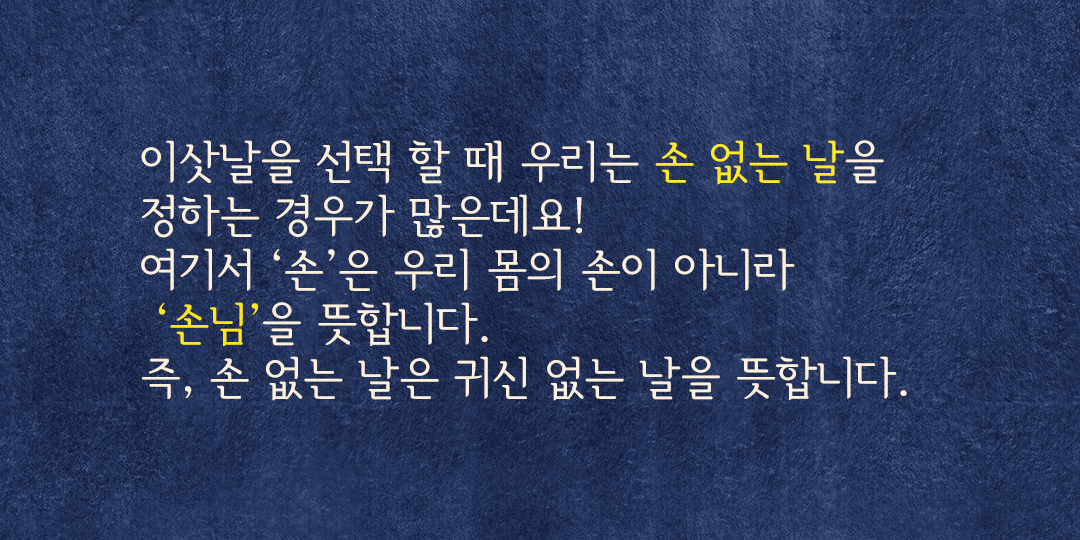 이삿날을 선택 할 때 우리는 손 없는 날을
정하는 경우가 많은데요!
여기서 ‘손’은 우리 몸의 손이 아니라
‘손님’을 뜻합니다.
즉, 손 없는 날은 귀신 없는 날을 뜻합니다.